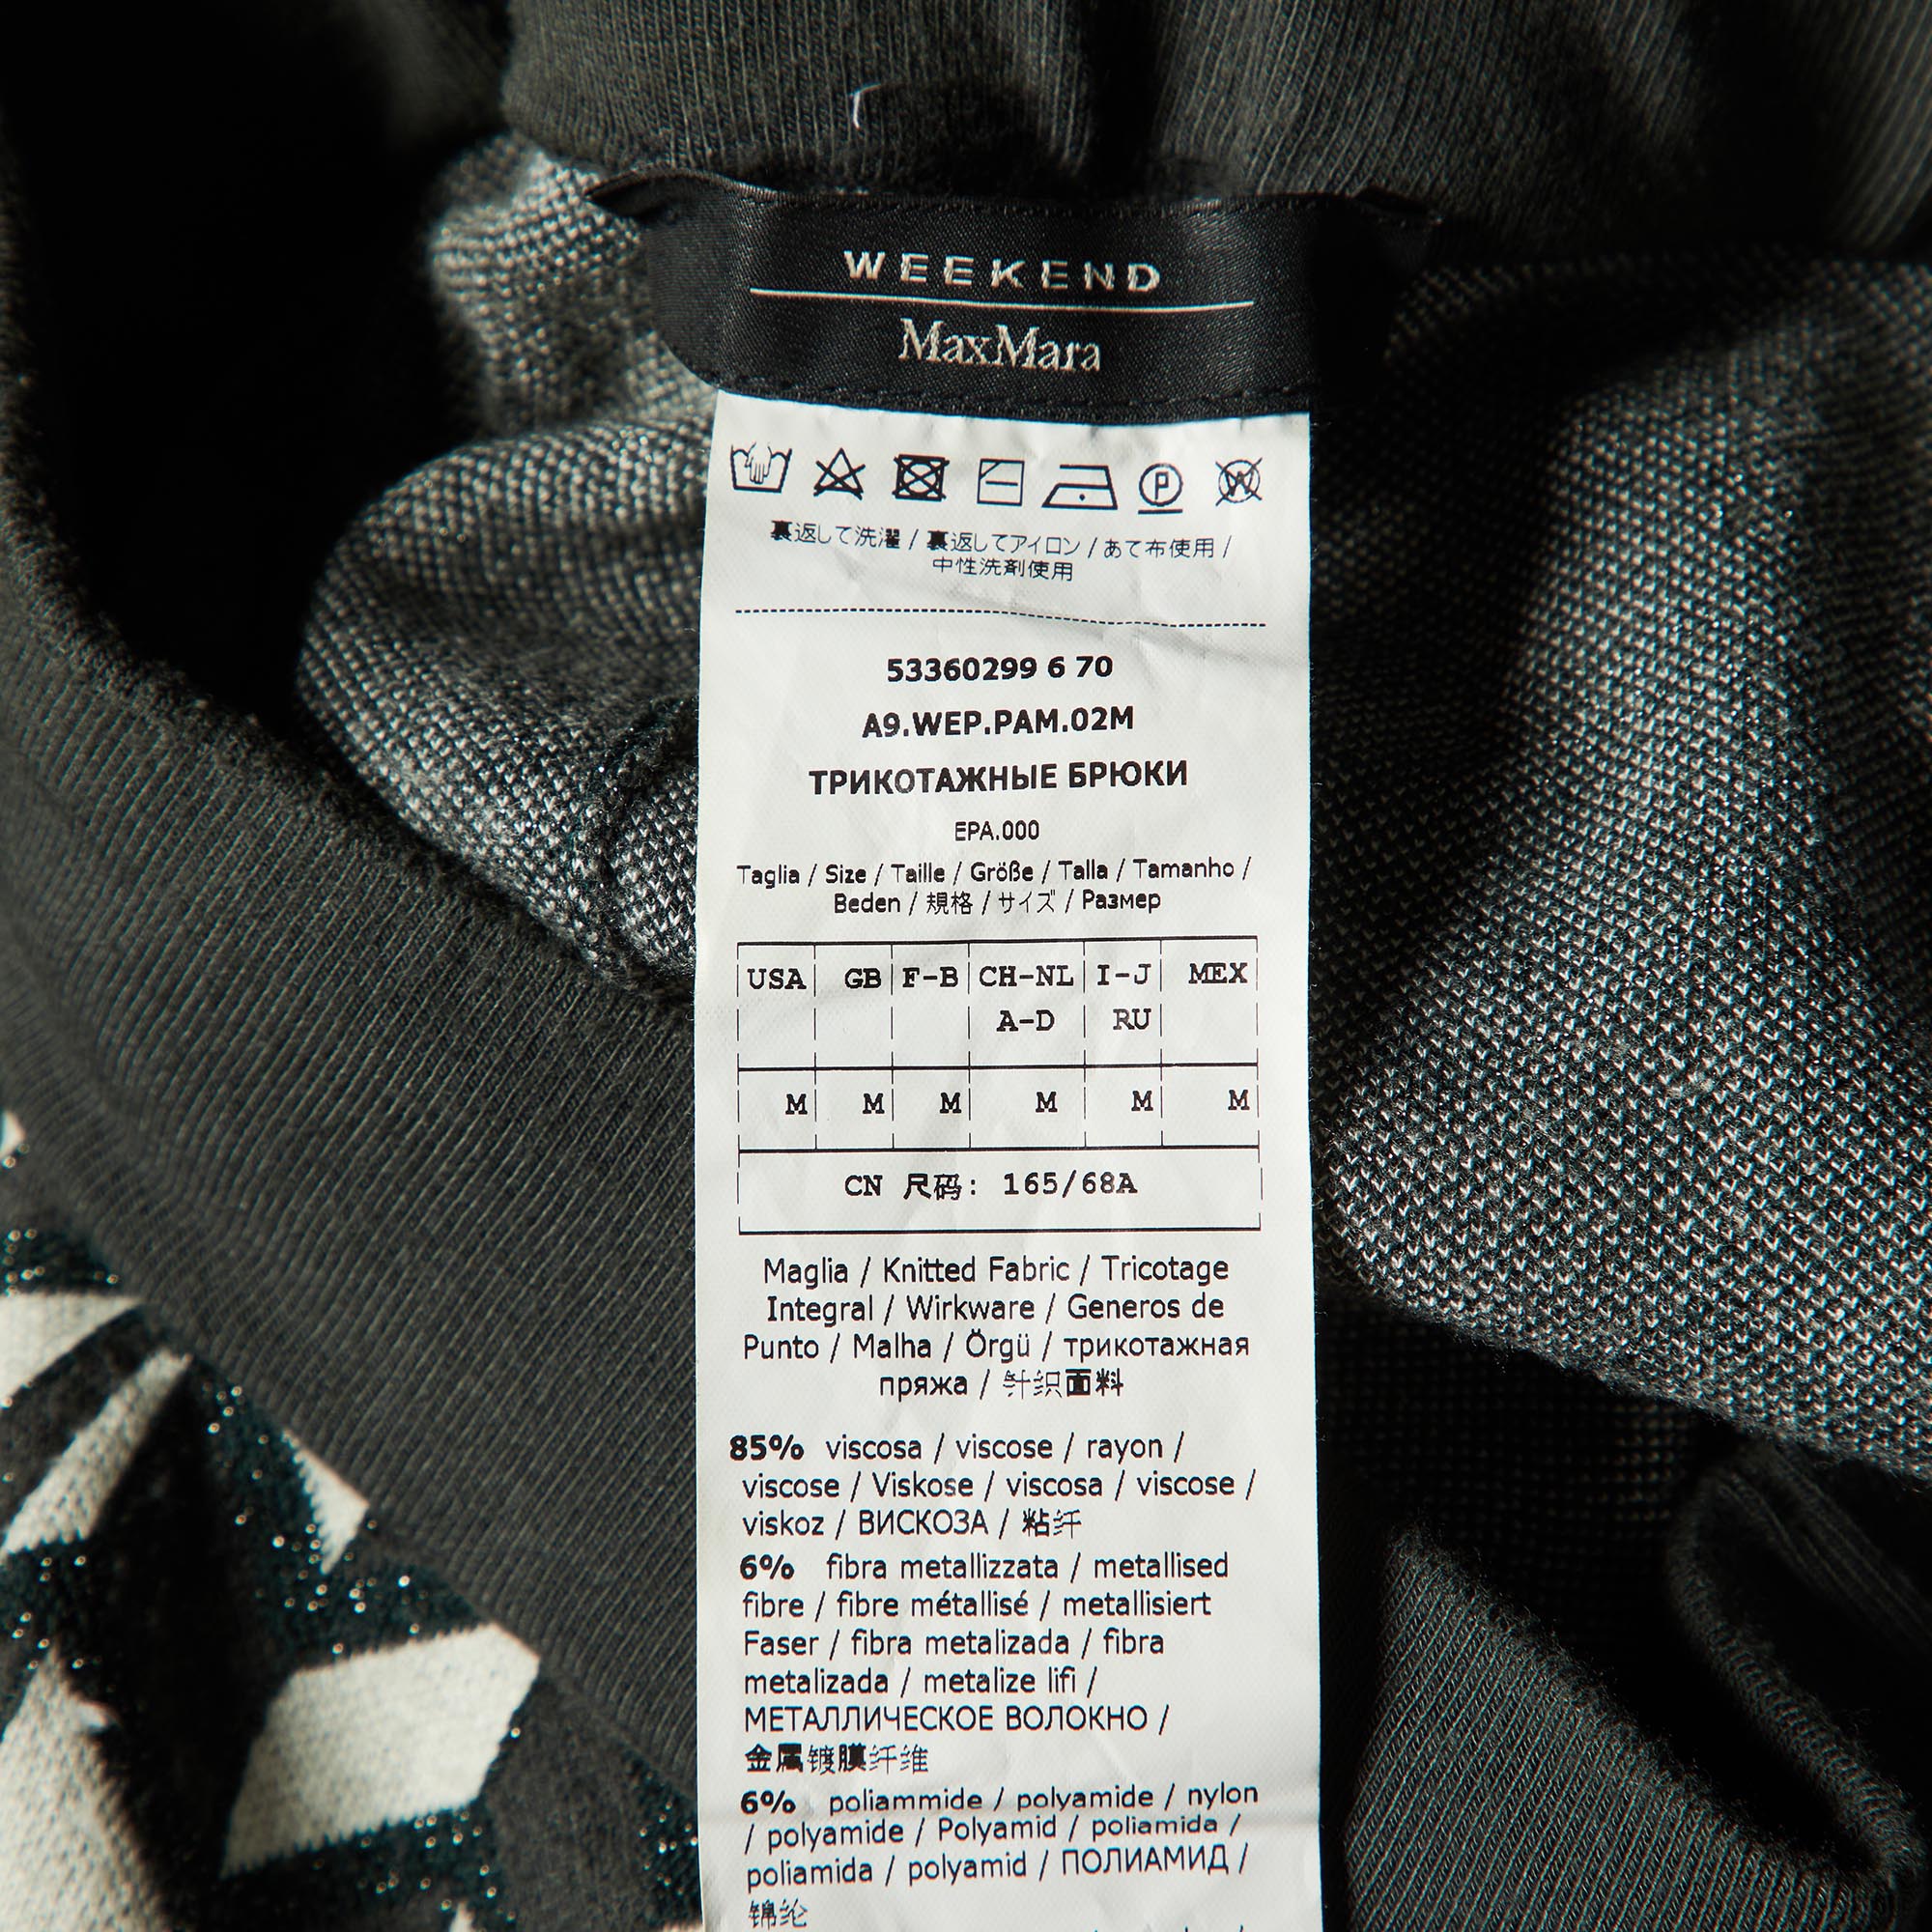 WEEKEND
MaxMara
P W
裏返して洗濯 / 裏返してアイロン / あて布使用 /
中性洗剤使用
53360299 6 70
A9.WEP.PAM.02M
ТРИКОТАЖНЫЕ БРЮКИ
EPA.000
Taglia / Size / Taille / Größe / Talla / Tamanho /
Beden / 規格 / サイズ / Размер
USA GB F-B CH-NL I-J MEX
A-D RU
M M M M M M
CN 尺码: 165/68A
Maglia / Knitted Fabric / Tricotage
Integral / Wirkware / Generos de
Punto / Malha / Örgü / трикотажная
пряжа / 针织面料
85% viscosa / viscose / rayon /
viscose / Viskose / viscosa / viscose /
viskoz / ВИСКОЗА / 粘纤
6% fibra metallizzata / metallised
fibre / fibre métallisé / metallisiert
Faser / fibra metalizada / fibra
metalizada / metalize lifi /
МЕТАЛЛИЧЕСКОЕ ВОЛОКНО /
金属镀膜纤维
6% poliammide / polyamide / nylon
/ polyamide / Polyamid / poliamida /
poliamida / polyamid / ПОЛИАМИД /
锦纶